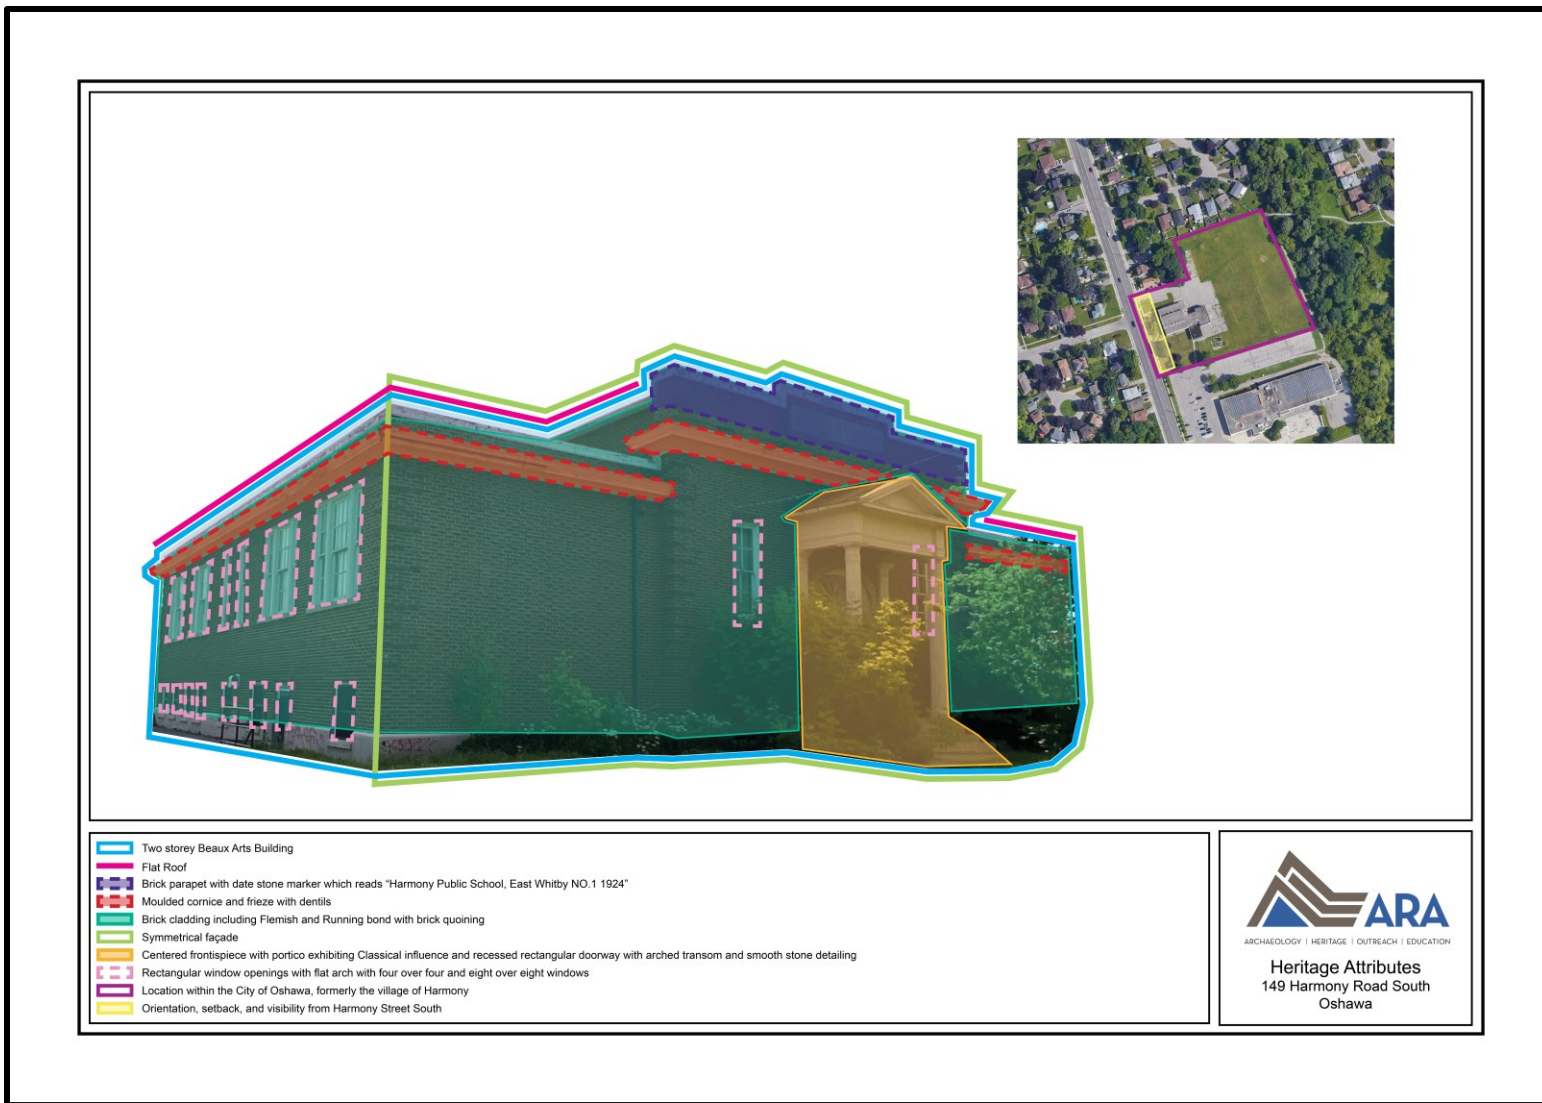 Two storey Beaux Arts Building
Flat Roof
Brick parapet with date stone marker which reads “Harmony Public School, East Whitby NO.1 1924”
Moulded cornice and frieze with dentils
Brick cladding including Flemish and Running bond with brick quoining
Symmetrical façade
Centered frontispiece with portico exhibiting Classical influence and recessed rectangular doorway with arched transom and smooth stone detailing
Rectangular window openings with flat arch with four over four and eight over eight windows
Location within the City of Oshawa, formerly the village of Harmony
Orientation, setback, and visibility from Harmony Street South
ARA
ARCHAEOLOGY | HERITAGE | OUTREACH | EDUCATION
Heritage Attributes
149 Harmony Road South
Oshawa